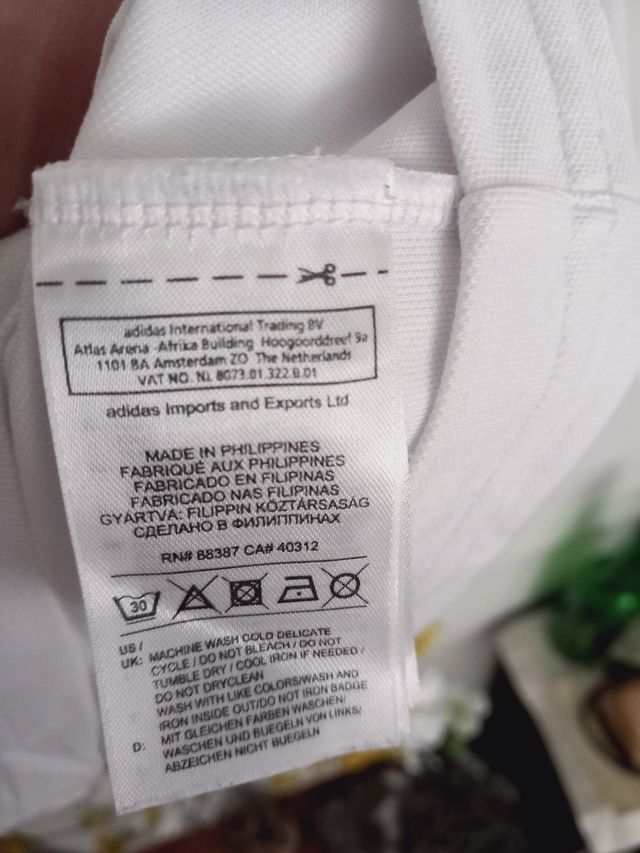 adidas International Trading BV
Atlas Arena -Afrika Building Hoogoorddreef 9a
1101 BA Amsterdam ZO The Netherlands
VAT NO. NL 8073.01.322.B.01
adidas Imports and Exports Ltd
MADE IN PHILIPPINES
FABRIQUÉ AUX PHILIPPINES
FABRICADO EN FILIPINAS
FABRICADO NAS FILIPINAS
GYÁRTVA: FILIPPIN KÖZTÁRSASÁG
СДЕЛАНО В ФИЛИППИНАХ
RN# 88387 CA# 40312
30
US /
UK: MACHINE WASH COLD DELICATE
CYCLE / DO NOT BLEACH / DO NOT
TUMBLE DRY / COOL IRON IF NEEDED /
DO NOT DRYCLEAN
WASH WITH LIKE COLORS/WASH AND
IRON INSIDE OUT/DO NOT IRON BADGE
D: MIT GLEICHEN FARBEN WASCHEN/
WASCHEN UND BUEGELN VON LINKS/
ABZEICHEN NICHT BUEGELN